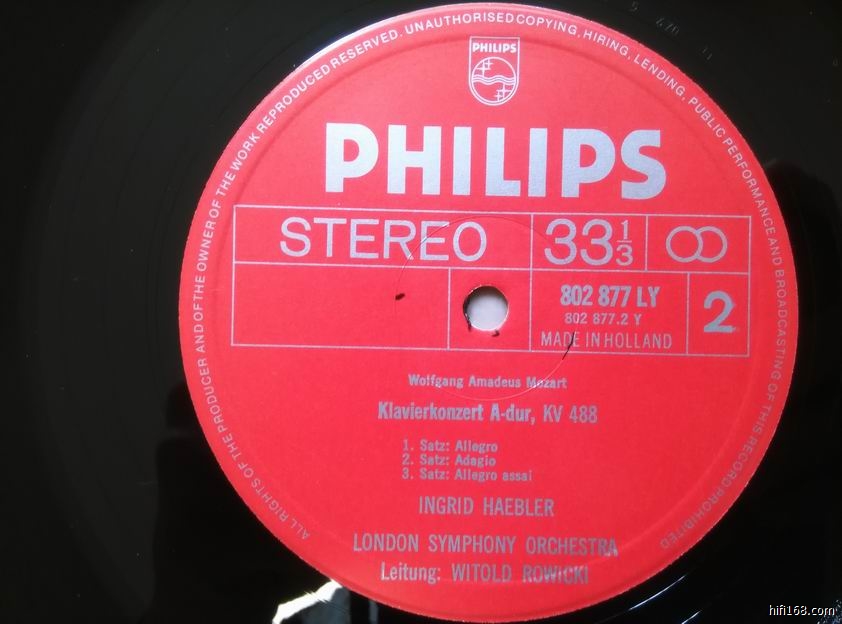 PHILIPS
PHILIPS
STEREO
33 1/3
802 877 LY
802 877.2 Y
MADE IN HOLLAND
2
Wolfgang Amadeus Mozart
Klavierkonzert A-dur, KV 488
1. Satz: Allegro
2. Satz: Adagio
3. Satz: Allegro assai
INGRID HAEBLER
LONDON SYMPHONY ORCHESTRA
Leitung: WITOLD ROWICKI
ALL RIGHTS OF THE PRODUCER AND OF THE OWNER OF THE WORK REPRODUCED RESERVED. UNAUTHORISED COPYING, HIRING, LENDING, PUBLIC PERFORMANCE AND BROADCASTING OF THIS RECORD PROHIBITED
hifi168.com